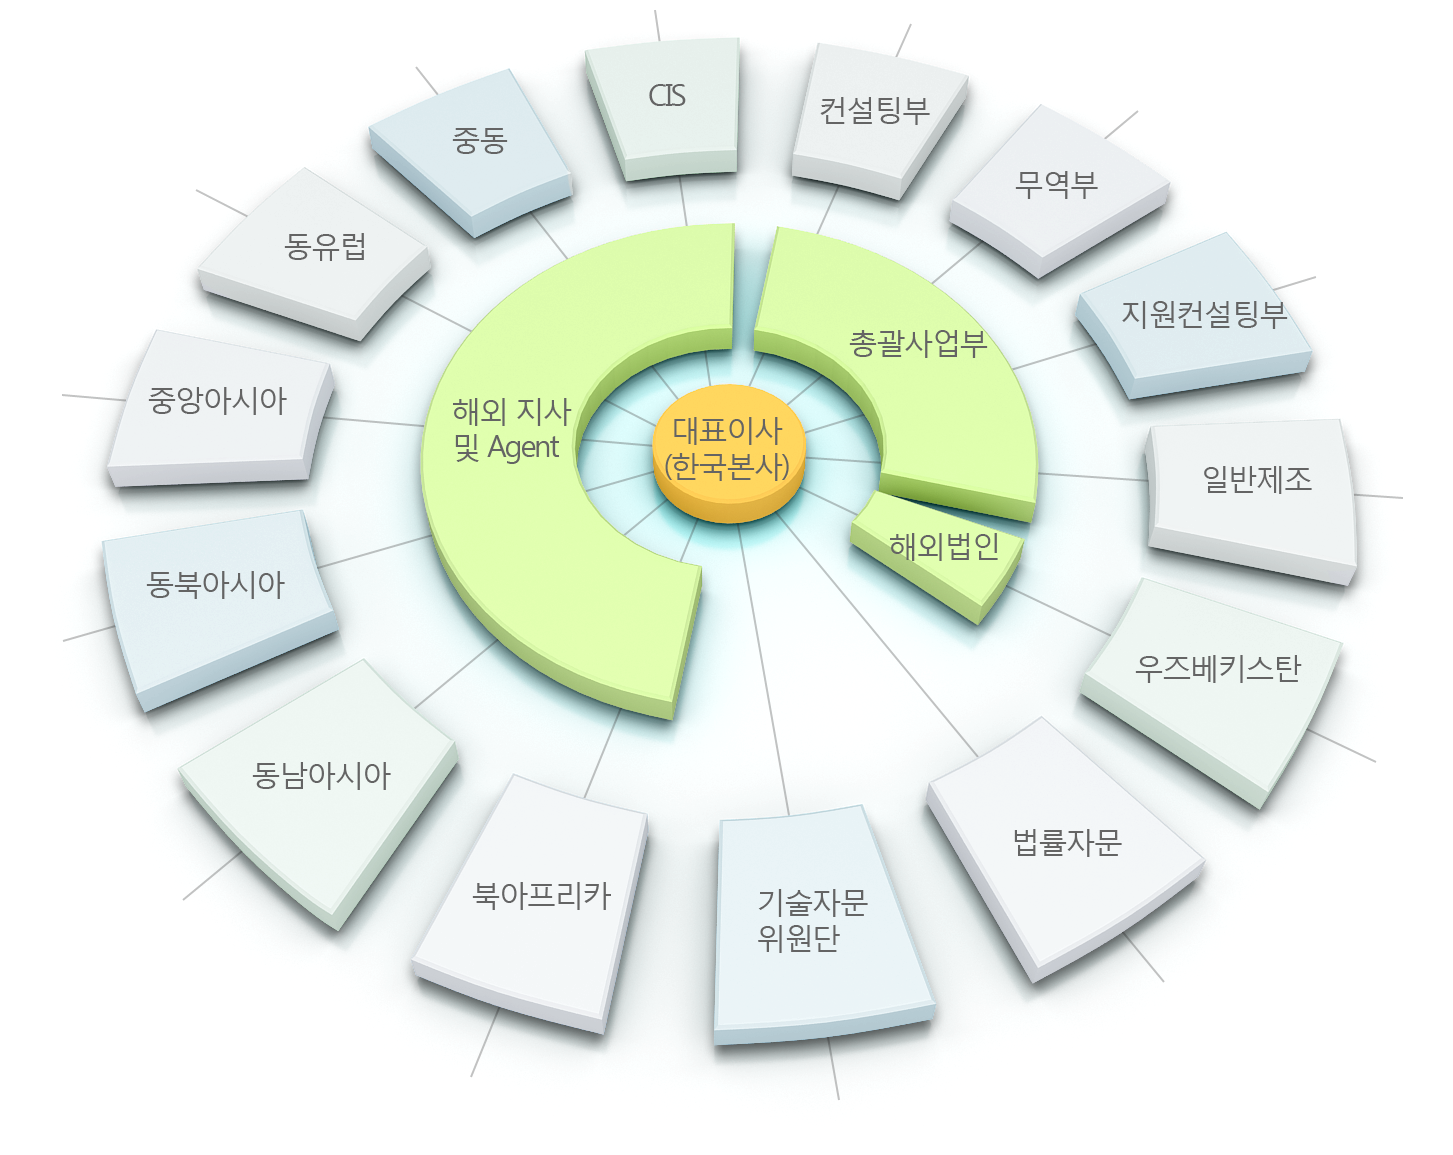 CIS
컨설팅부
중동
무역부
동유럽
지원컨설팅부
총괄사업부
중앙아시아
해외 지사
및 Agent
대표이사
(한국본사)
일반제조
해외법인
동북아시아
우즈베키스탄
동남아시아
법률자문
북아프리카
기술자문
위원단